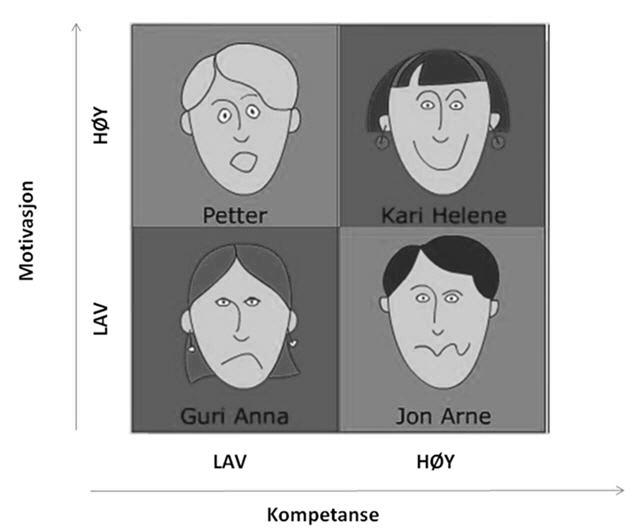 Motivasjon
HØY
Petter
Kari Helene
LAV
Guri Anna
Jon Arne
LAV
HØY
Kompetanse